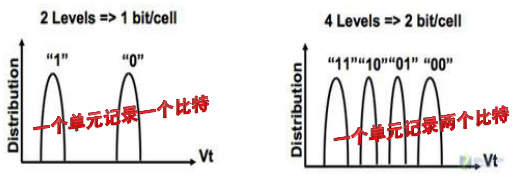 2 Levels => 1 bit/cell
"1"
"0"
Distribution
一个单元记录一个比特
Vt
4 Levels => 2 bit/cell
"11" "10" "01" "00"
Distribution
一个单元记录两个比特
Vt